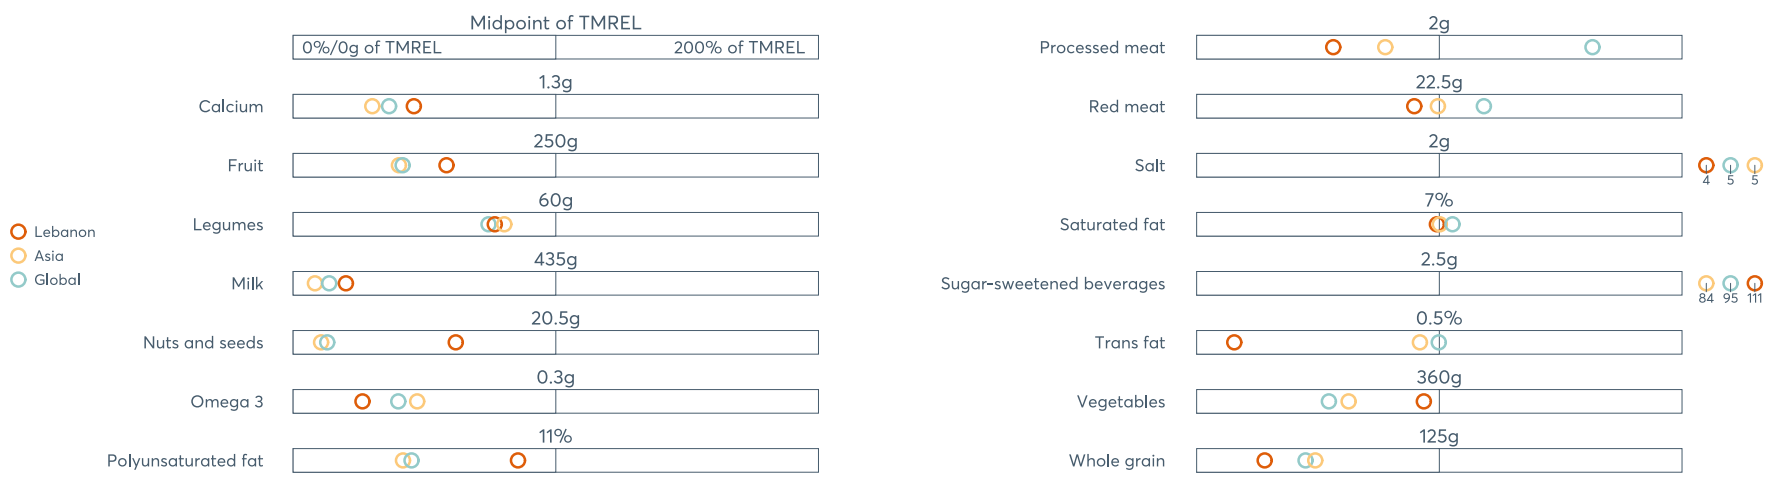 Midpoint of TMREL
0%/0g of TMREL 200% of TMREL
1.3g
Calcium
250g
Fruit
60g
Legumes
435g
Milk
20.5g
Nuts and seeds
0.3g
Omega 3
11%
Polyunsaturated fat
Lebanon
Asia
Global
2g
Processed meat
22.5g
Red meat
2g
Salt
4 5 5
7%
Saturated fat
2.5g
Sugar-sweetened beverages
84 95 111
0.5%
Trans fat
360g
Vegetables
125g
Whole grain